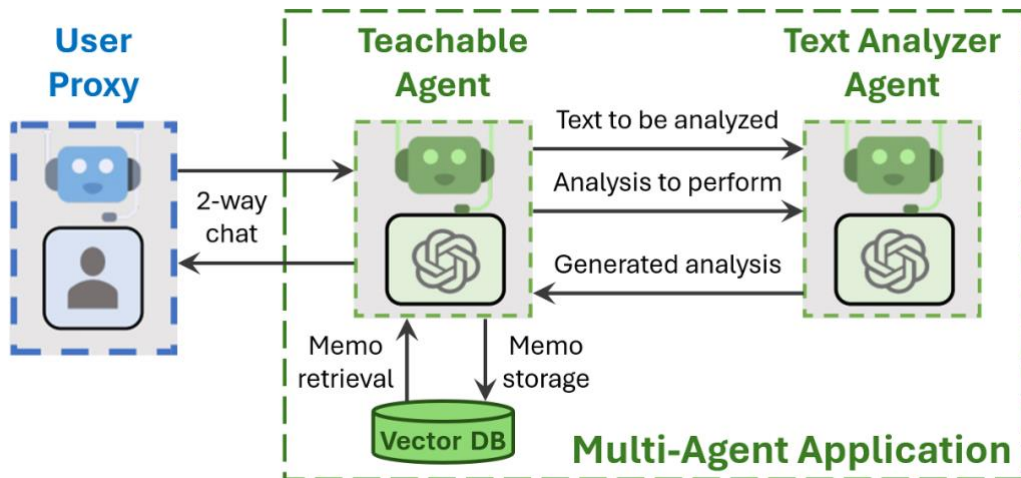 User
Proxy
Teachable
Agent
Text Analyzer
Agent
Text to be analyzed
Analysis to perform
Generated analysis
2-way
chat
Memo
retrieval
Memo
storage
Vector DB
Multi-Agent Application